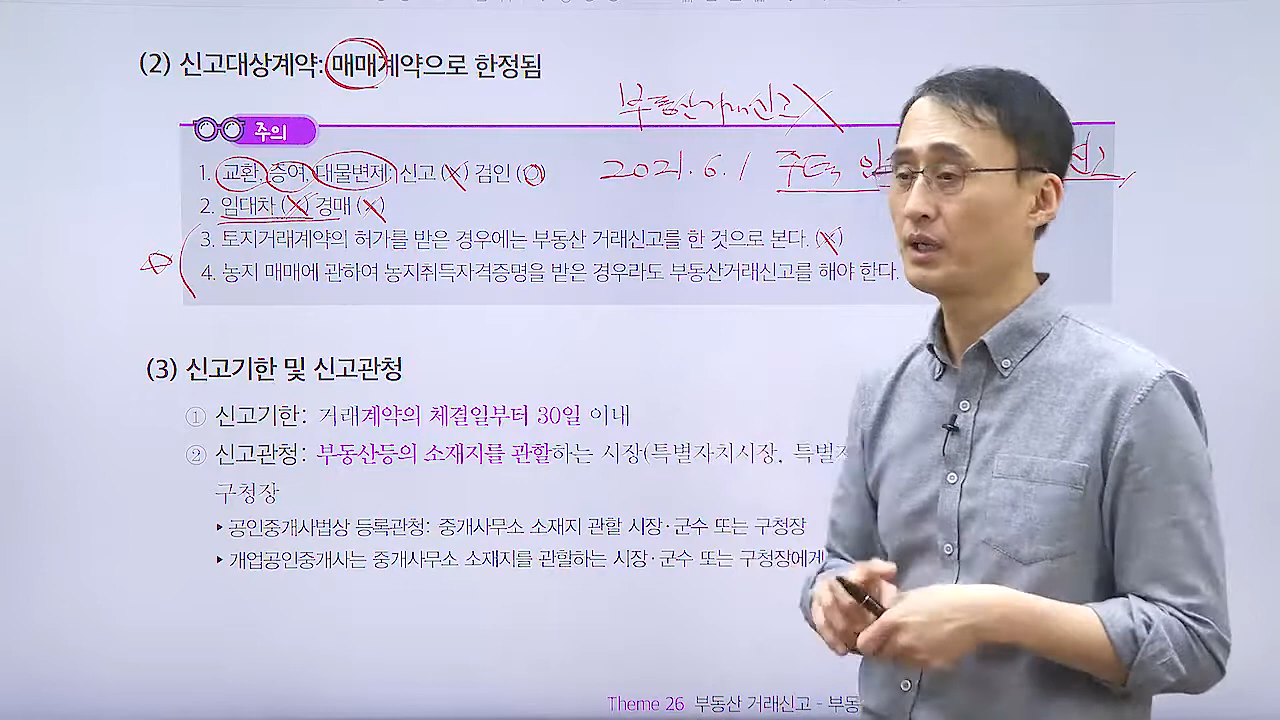 (2) 신고대상계약: 매매계약으로 한정됨
부동산거래신고 X
주의
2021. 6. 1 주택
1. 교환, 증여, 대물변제: 신고 (X) 검인 (O)
2. 임대차 (X) 경매 (X)
3. 토지거래계약의 허가를 받은 경우에는 부동산 거래신고를 한 것으로 본다. (X)
4. 농지 매매에 관하여 농지취득자격증명을 받은 경우라도 부동산거래신고를 해야 한다
(3) 신고기한 및 신고관청
① 신고기한: 거래계약의 체결일부터 30일 이내
② 신고관청: 부동산등의 소재지를 관할하는 시장(특별자치시장, 특별
구청장
▸공인중개사법상 등록관청: 중개사무소 소재지 관할 시장·군수 또는 구청장
▸개업공인중개사는 중개사무소 소재지를 관할하는 시장·군수 또는 구청장에게
Theme 26 부동산 거래신고 - 부동